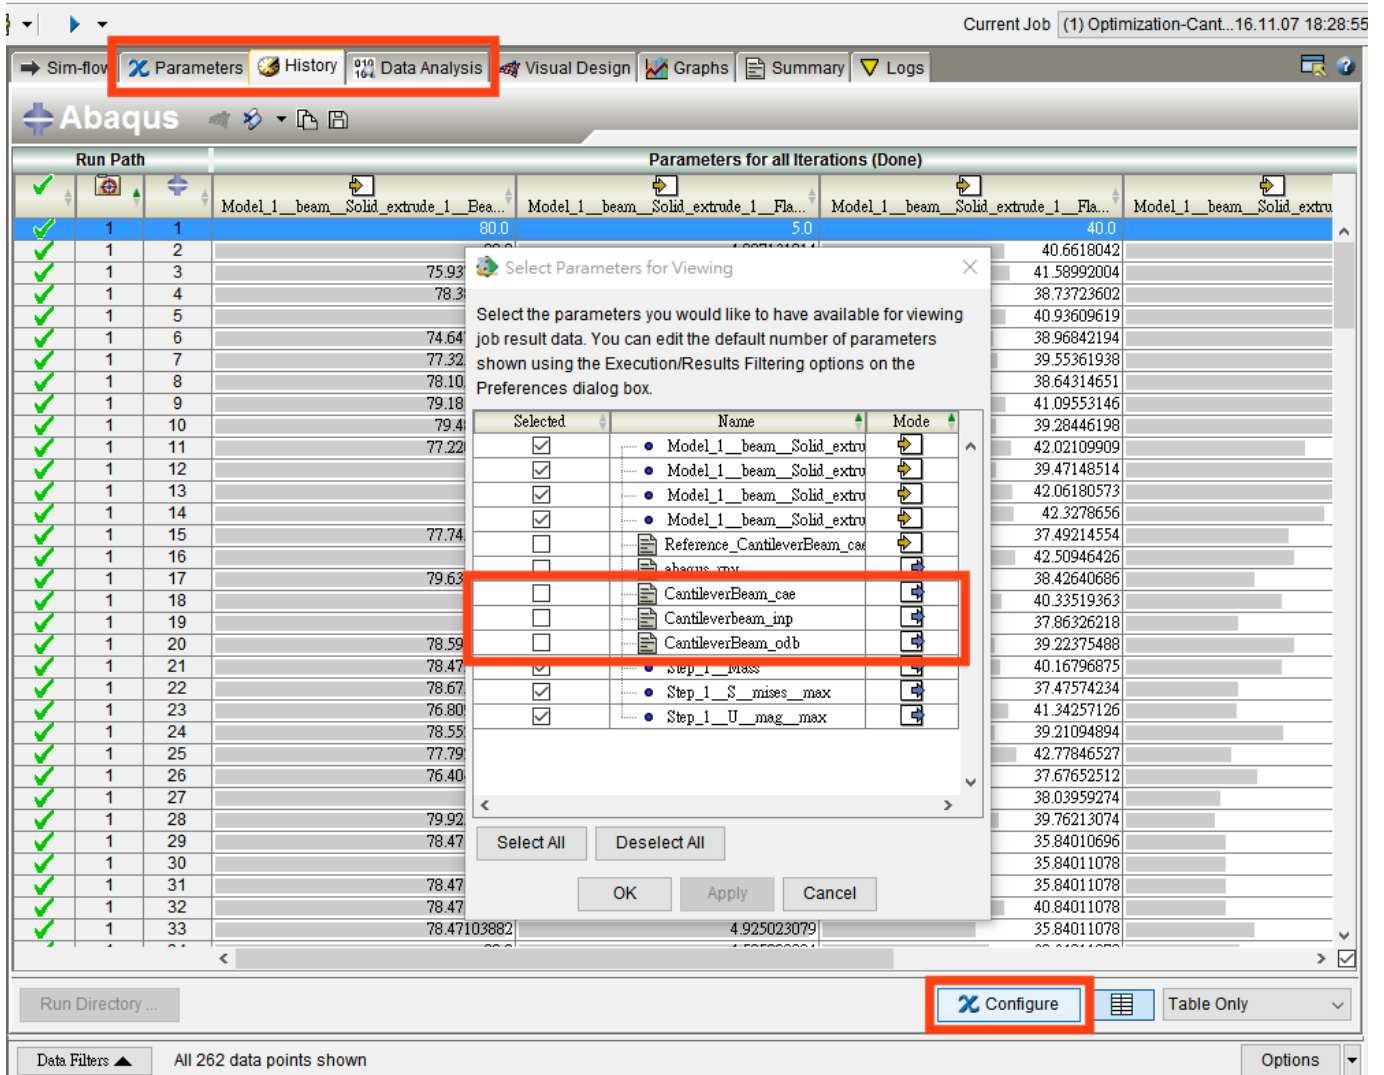 Current Job (1) Optimization-Cant...16.11.07 18:28:55
Sim-flow Parameters History Data Analysis Visual Design Graphs Summary Logs
Abaqus
Run Path Parameters for all Iterations (Done)
Model_1__beam__Solid_extrude_1__Bea... Model_1__beam__Solid_extrude_1__Fla... Model_1__beam__Solid_extrude_1__Fla... Model_1__beam__Solid_extru
1 1 80.0 5.0 40.0
1 2 40.6618042
1 3 75.93 41.58992004
1 4 78.3 38.73723602
1 5 40.93609619
1 6 74.64 38.96842194
1 7 77.32 39.55361938
1 8 78.10 38.64314651
1 9 79.18 41.09553146
1 10 79.4 39.28446198
1 11 77.22 42.02109909
1 12 39.47148514
1 13 42.06180573
1 14 42.3278656
1 15 77.74 37.49214554
1 16 42.50946426
1 17 79.63 38.42640686
1 18 40.33519363
1 19 37.86326218
1 20 78.59 39.22375488
1 21 78.47 40.16796875
1 22 78.67 37.47574234
1 23 76.80 41.34257126
1 24 78.55 39.21094894
1 25 77.79 42.77846527
1 26 76.40 37.67652512
1 27 38.03959274
1 28 79.92 39.76213074
1 29 78.47 35.84010696
1 30 35.84011078
1 31 78.47 35.84011078
1 32 78.47 40.84011078
1 33 78.47103882 4.925023079 35.84011078
Select Parameters for Viewing
Select the parameters you would like to have available for viewing
job result data. You can edit the default number of parameters
shown using the Execution/Results Filtering options on the
Preferences dialog box.
Selected Name Mode
Model_1__beam__Solid_extru
Model_1__beam__Solid_extru
Model_1__beam__Solid_extru
Model_1__beam__Solid_extru
Reference_CantileverBeam_cae
abaqus_rpy
CantileverBeam_cae
Cantileverbeam_inp
CantileverBeam_odb
Step_1__Mass
Step_1__S__mises__max
Step_1__U__mag__max
Select All Deselect All
OK Apply Cancel
Run Directory ... Configure Table Only
Data Filters All 262 data points shown Options